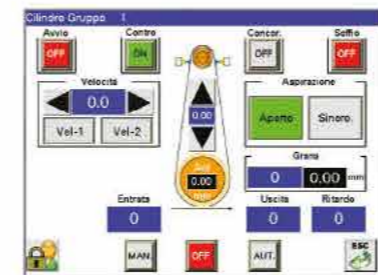 Cilindro Gruppo 1
Avvio Contro Concor. Soffio
OFF ON OFF OFF
Velocità Aspirazione
0.0 0.00 Aperto Sincro.
Vel-1 Vel-2
Grana
0.00 0 0.00 mm
Entrata Uscita Ritardo
0 0 0
MAN. OFF AUT. ESC